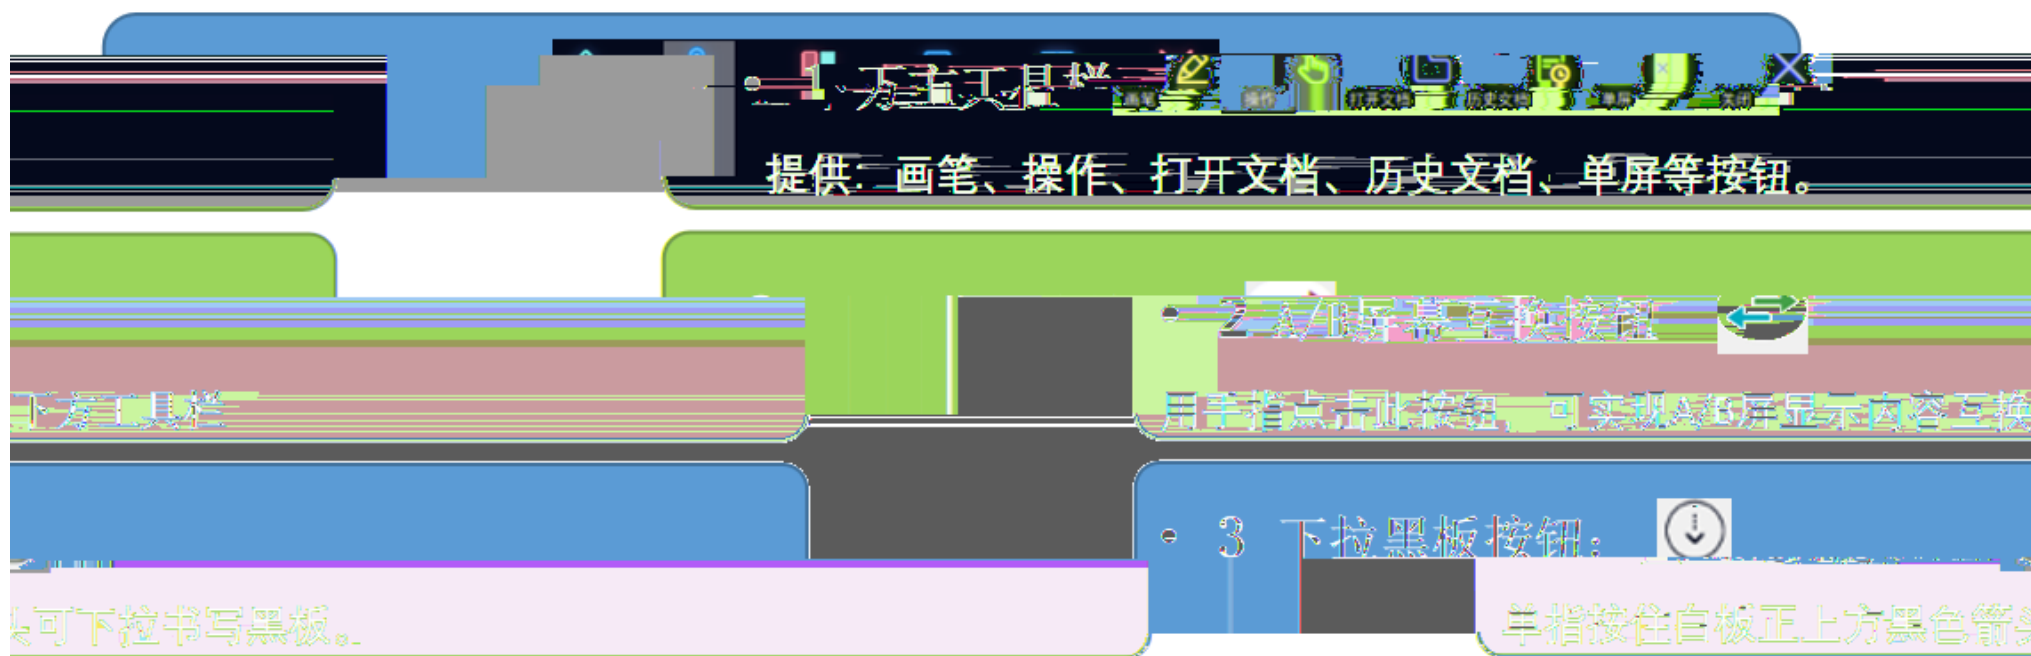 1 下方主工具栏
画笔 操作 打开文档 历史文档 单屏 关闭
提供：画笔、操作、打开文档、历史文档、单屏等按钮。
2 A/B屏幕互换按钮
下方工具栏
用手指点击此按钮，可实现A/B屏显示内容互换
3 下拉黑板按钮：
单指按住白板正上方黑色箭头可下拉书写黑板。